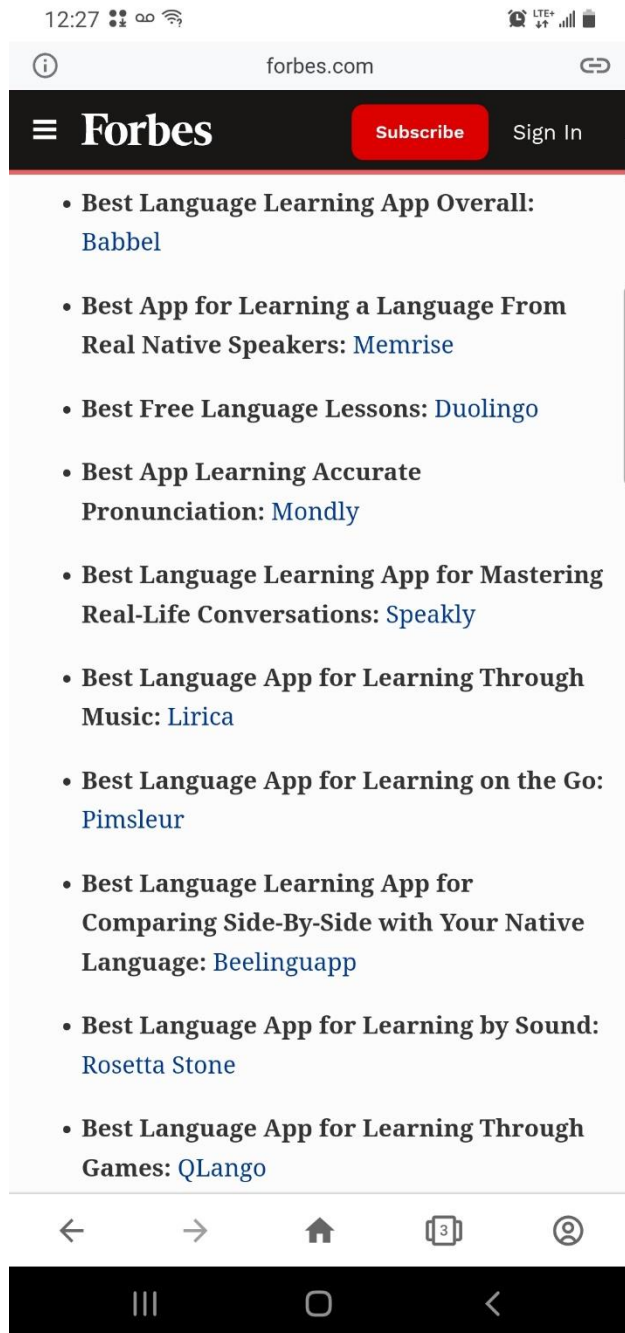 12:27
LTE+
forbes.com
Forbes
Subscribe
Sign In
• Best Language Learning App Overall:
Babbel
• Best App for Learning a Language From
Real Native Speakers: Memrise
• Best Free Language Lessons: Duolingo
• Best App Learning Accurate
Pronunciation: Mondly
• Best Language Learning App for Mastering
Real-Life Conversations: Speakly
• Best Language App for Learning Through
Music: Lirica
• Best Language App for Learning on the Go:
Pimsleur
• Best Language Learning App for
Comparing Side-By-Side with Your Native
Language: Beelinguapp
• Best Language App for Learning by Sound:
Rosetta Stone
• Best Language App for Learning Through
Games: QLango
3